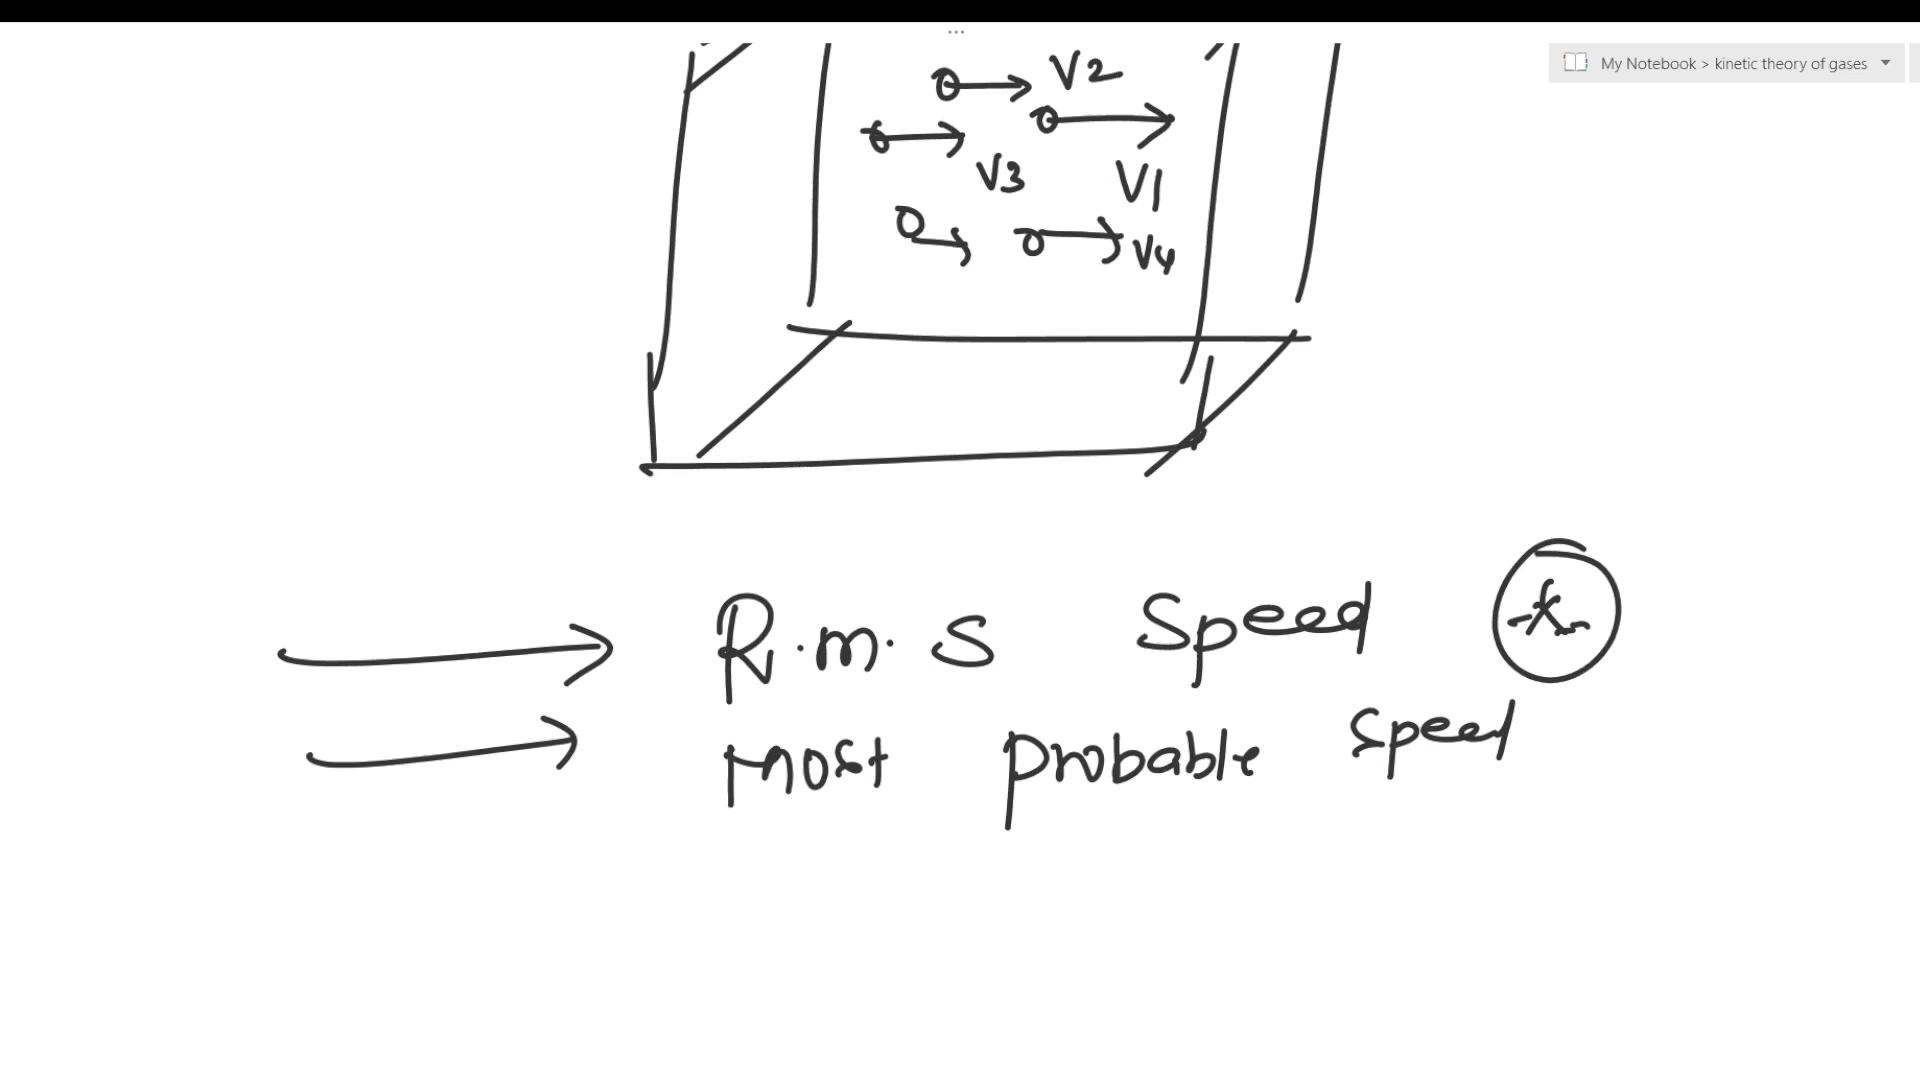 My Notebook > kinetic theory of gases
V2
V3
V1
V4
R.m.s Speed
Most probable speed